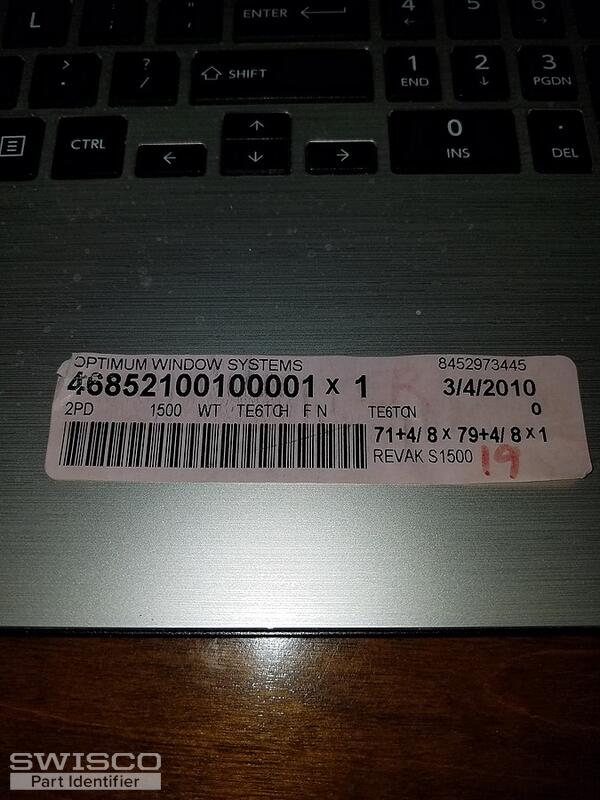 L
:
;
"
'
ENTER
4
5
6
>
.
?
/
SHIFT
1
END
2
3
PGDN
CTRL
0
INS
.
DEL
OPTIMUM WINDOW SYSTEMS 8452973445
46852100100001 x 1 3/4/2010
2PD 1500 WT TE6TCH F N TE6TCN 0
71+4/ 8 x 79+4/ 8 x 1
REVAK S1500 19
SWISCO
Part Identifier